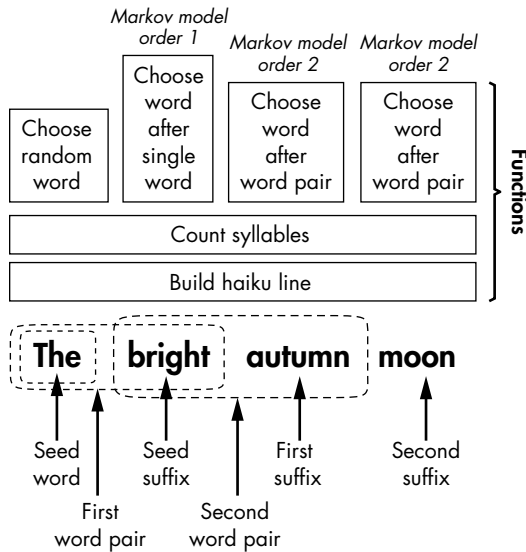 Markov model
order 1
Markov model
order 2
Markov model
order 2
Choose
random
word
Choose
word
after
single
word
Choose
word
after
word pair
Choose
word
after
word pair
Functions
Count syllables
Build haiku line
The bright autumn moon
Seed
word
Seed
suffix
First
suffix
Second
suffix
First
word pair
Second
word pair